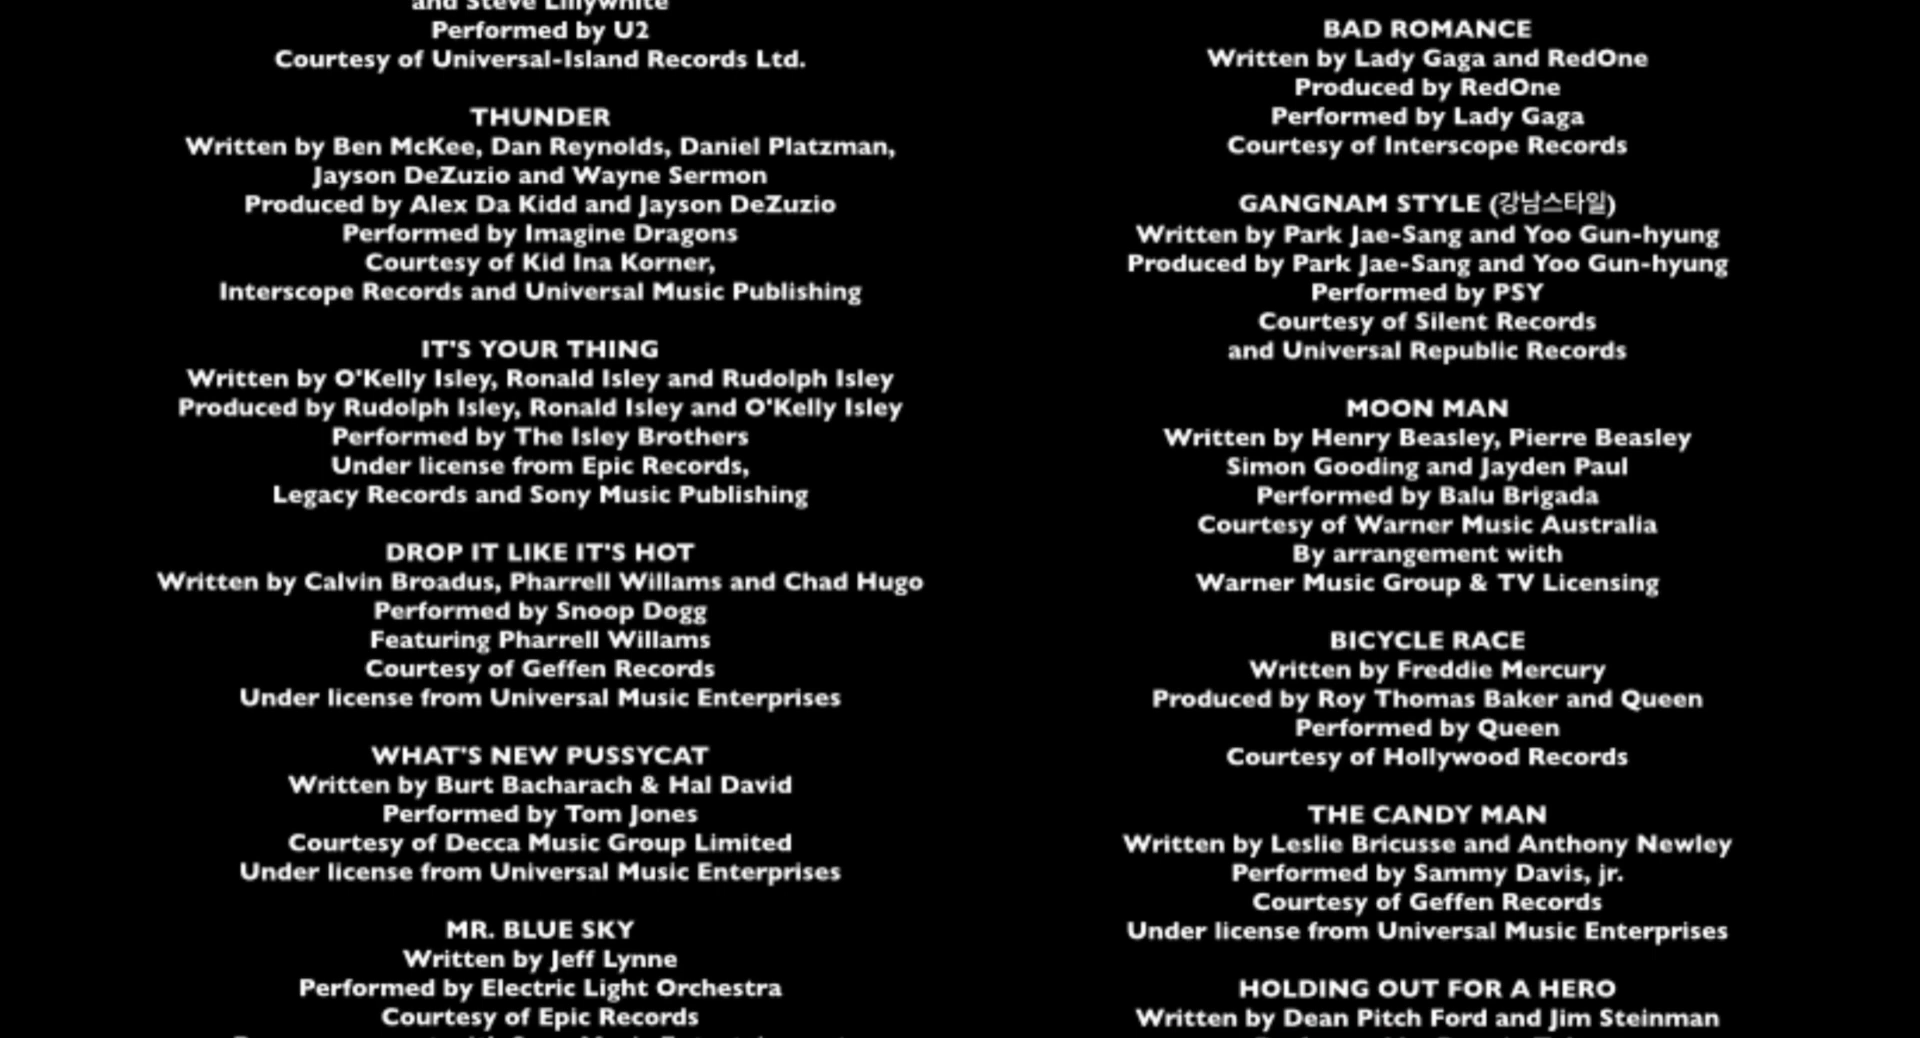 and Steve Lillywhite
Performed by U2
Courtesy of Universal-Island Records Ltd.
THUNDER
Written by Ben McKee, Dan Reynolds, Daniel Platzman,
Jayson DeZuzio and Wayne Sermon
Produced by Alex Da Kidd and Jayson DeZuzio
Performed by Imagine Dragons
Courtesy of Kid Ina Korner,
Interscope Records and Universal Music Publishing
IT'S YOUR THING
Written by O'Kelly Isley, Ronald Isley and Rudolph Isley
Produced by Rudolph Isley, Ronald Isley and O'Kelly Isley
Performed by The Isley Brothers
Under license from Epic Records,
Legacy Records and Sony Music Publishing
DROP IT LIKE IT'S HOT
Written by Calvin Broadus, Pharrell Willams and Chad Hugo
Performed by Snoop Dogg
Featuring Pharrell Willams
Courtesy of Geffen Records
Under license from Universal Music Enterprises
WHAT'S NEW PUSSYCAT
Written by Burt Bacharach & Hal David
Performed by Tom Jones
Courtesy of Decca Music Group Limited
Under license from Universal Music Enterprises
MR. BLUE SKY
Written by Jeff Lynne
Performed by Electric Light Orchestra
Courtesy of Epic Records
BAD ROMANCE
Written by Lady Gaga and RedOne
Produced by RedOne
Performed by Lady Gaga
Courtesy of Interscope Records
GANGNAM STYLE (강남스타일)
Written by Park Jae-Sang and Yoo Gun-hyung
Produced by Park Jae-Sang and Yoo Gun-hyung
Performed by PSY
Courtesy of Silent Records
and Universal Republic Records
MOON MAN
Written by Henry Beasley, Pierre Beasley
Simon Gooding and Jayden Paul
Performed by Balu Brigada
Courtesy of Warner Music Australia
By arrangement with
Warner Music Group & TV Licensing
BICYCLE RACE
Written by Freddie Mercury
Produced by Roy Thomas Baker and Queen
Performed by Queen
Courtesy of Hollywood Records
THE CANDY MAN
Written by Leslie Bricusse and Anthony Newley
Performed by Sammy Davis, jr.
Courtesy of Geffen Records
Under license from Universal Music Enterprises
HOLDING OUT FOR A HERO
Written by Dean Pitch Ford and Jim Steinman